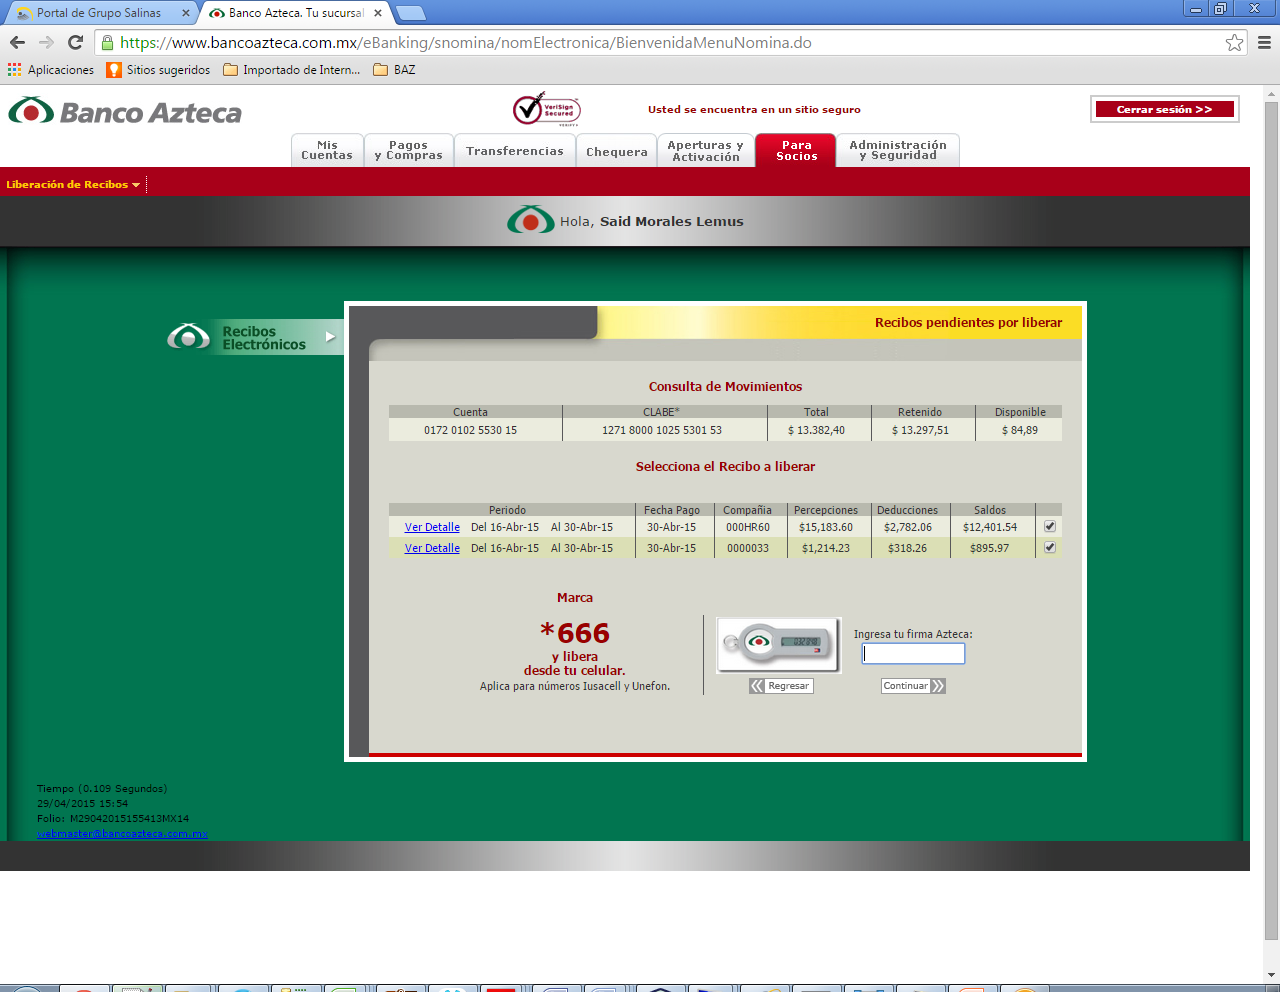 Portal de Grupo Salinas
Banco Azteca. Tu sucursal
https://www.bancoazteca.com.mx/eBanking/snomina/nomElectronica/BienvenidaMenuNomina.do
Aplicaciones
Sitios sugeridos
Importado de Intern...
BAZ
Banco Azteca
VeriSign
Secured
VERIFY
Usted se encuentra en un sitio seguro
Cerrar sesión >>
Mis
Cuentas
Pagos
y Compras
Transferencias
Chequera
Aperturas y
Activación
Para
Socios
Administración
y Seguridad
Liberación de Recibos
Hola, Said Morales Lemus
Recibos
Electrónicos
Recibos pendientes por liberar
Consulta de Movimientos
Cuenta CLABE* Total Retenido Disponible
0172 0102 5530 15 1271 8000 1025 5301 53 $ 13.382,40 $ 13.297,51 $ 84,89
Selecciona el Recibo a liberar
Periodo Fecha Pago Compañia Percepciones Deducciones Saldos
Ver Detalle Del 16-Abr-15 Al 30-Abr-15 30-Abr-15 000HR60 $15,183.60 $2,782.06 $12,401.54
Ver Detalle Del 16-Abr-15 Al 30-Abr-15 30-Abr-15 0000033 $1,214.23 $318.26 $895.97
Marca
*666
y libera
desde tu celular.
Aplica para números Iusacell y Unefon.
Ingresa tu firma Azteca:
Regresar
Continuar
Tiempo (0.109 Segundos)
29/04/2015 15:54
Folio: M29042015155413MX14
webmaster@bancoazteca.com.mx